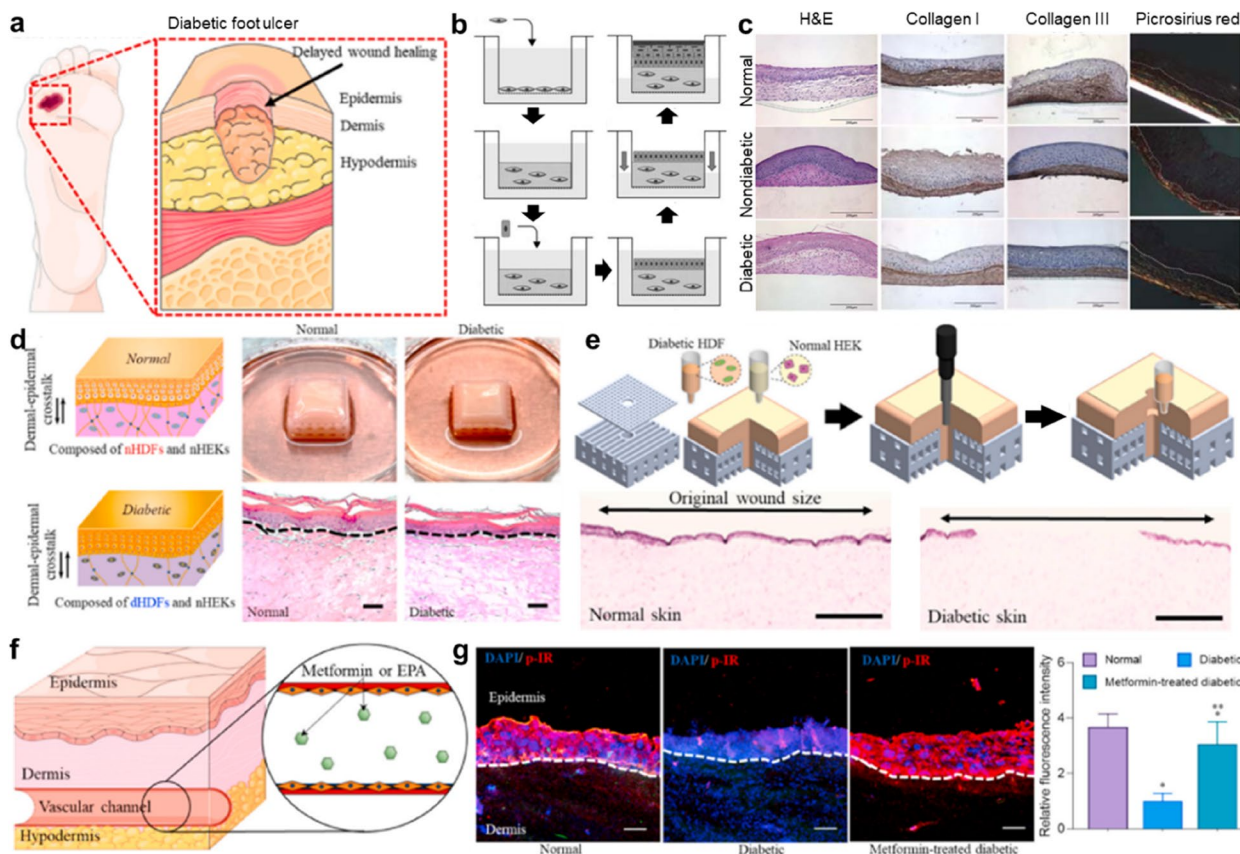 a
Diabetic foot ulcer
Delayed wound healing
Epidermis
Dermis
Hypodermis
b
c
H&E
Collagen I
Collagen III
Picrosirius red
Normal
Nondiabetic
Diabetic
d
Normal
Dermal-epidermal
crosstalk
Composed of nHDFs and nHEKs
Diabetic
Dermal-epidermal
crosstalk
Composed of dHDFs and nHEKs
Normal
Diabetic
Normal
Diabetic
e
Diabetic HDF
Normal HEK
Original wound size
Normal skin
Diabetic skin
f
Epidermis
Dermis
Vascular channel
Hypodermis
Metformin or EPA
g
DAPI/ p-IR
Epidermis
Dermis
Normal
DAPI/ p-IR
Diabetic
DAPI/ p-IR
Metformin-treated diabetic
Normal
Diabetic
Metformin-treated diabetic
Relative fluorescence intensity
6
4
2
0
*
**
*